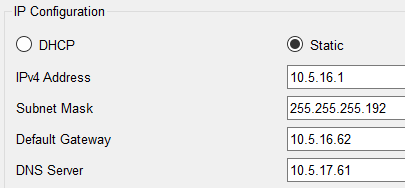 IP Configuration
DHCP Static
IPv4 Address 10.5.16.1
Subnet Mask 255.255.255.192
Default Gateway 10.5.16.62
DNS Server 10.5.17.61